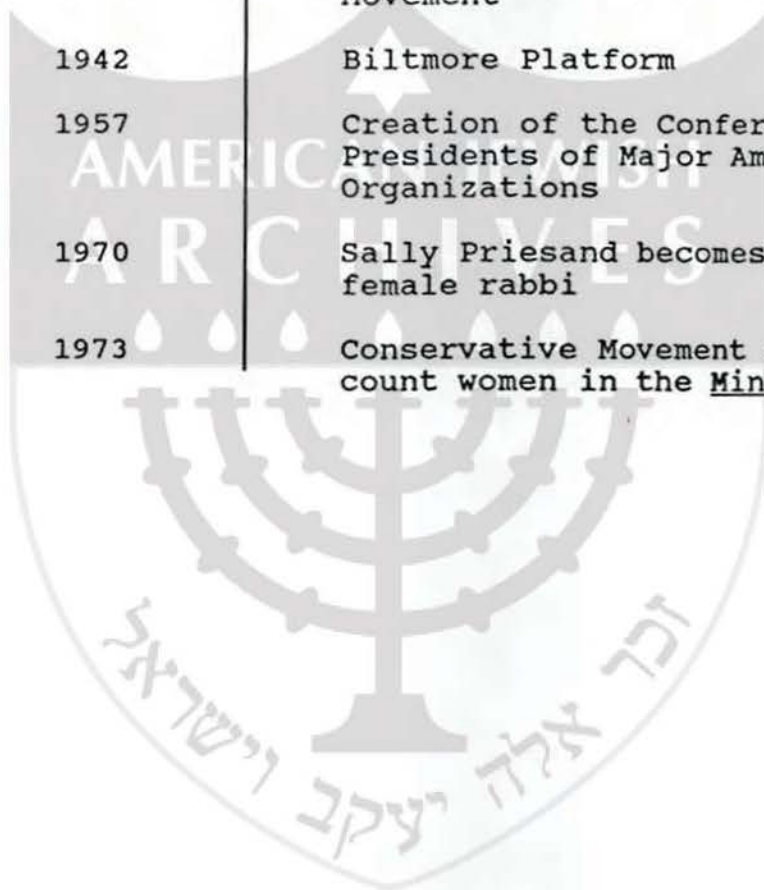 Movement
1942 Biltmore Platform
1957 Creation of the Confer
Presidents of Major Am
Organizations
1970 Sally Priesand becomes
female rabbi
1973 Conservative Movement
count women in the Min
AMERICAN JEWISH
ARCHIVES
זכר אלה יעקב וישראל